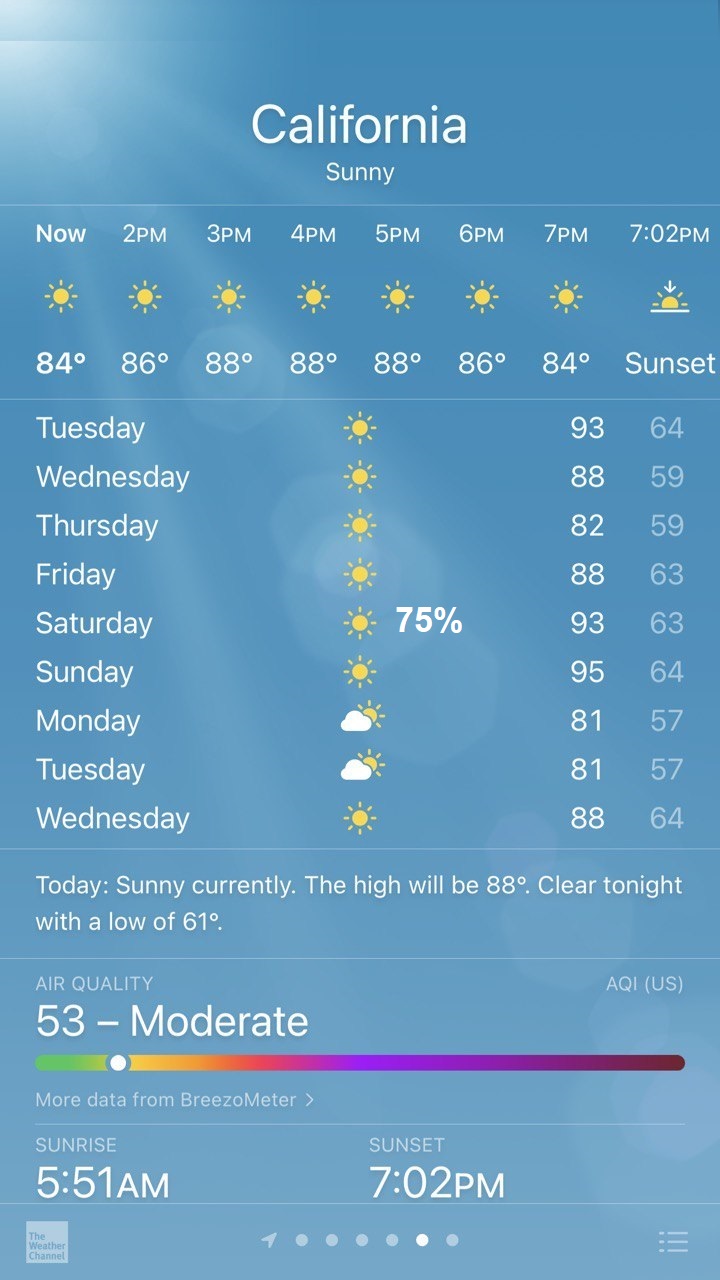 California
Sunny
Now 2PM 3PM 4PM 5PM 6PM 7PM 7:02PM
84° 86° 88° 88° 88° 86° 84° Sunset
Tuesday 93 64
Wednesday 88 59
Thursday 82 59
Friday 88 63
Saturday 75% 93 63
Sunday 95 64
Monday 81 57
Tuesday 81 57
Wednesday 88 64
Today: Sunny currently. The high will be 88°. Clear tonight
with a low of 61°.
AIR QUALITY AQI (US)
53 – Moderate
More data from BreezoMeter >
SUNRISE SUNSET
5:51AM 7:02PM
The
Weather
Channel